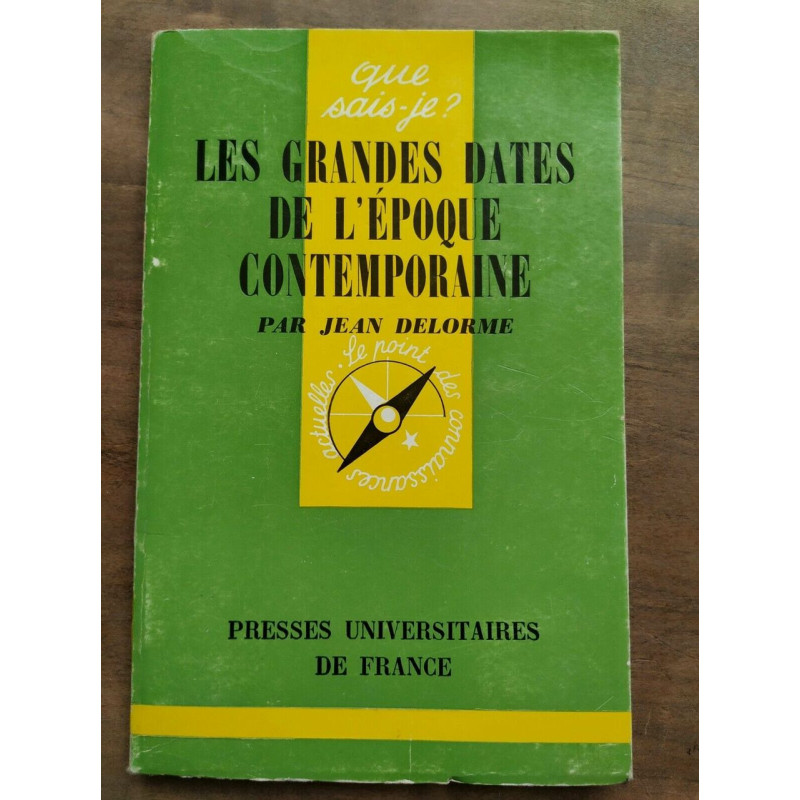 que
sais-je?
LES GRANDES DATES
DE L'ÉPOQUE
CONTEMPORAINE
PAR JEAN DELORME
Le point des connaissances actuelles.
PRESSES UNIVERSITAIRES
DE FRANCE